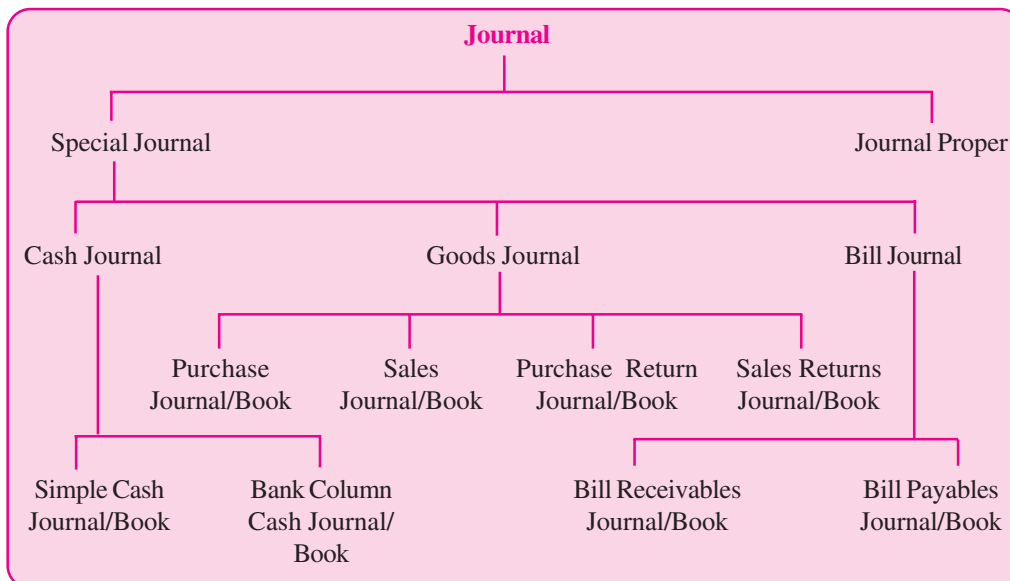 Journal
Special Journal
Journal Proper
Cash Journal
Goods Journal
Bill Journal
Purchase
Journal/Book
Sales
Journal/Book
Purchase Return
Journal/Book
Sales Returns
Journal/Book
Simple Cash
Journal/Book
Bank Column
Cash Journal/
Book
Bill Receivables
Journal/Book
Bill Payables
Journal/Book